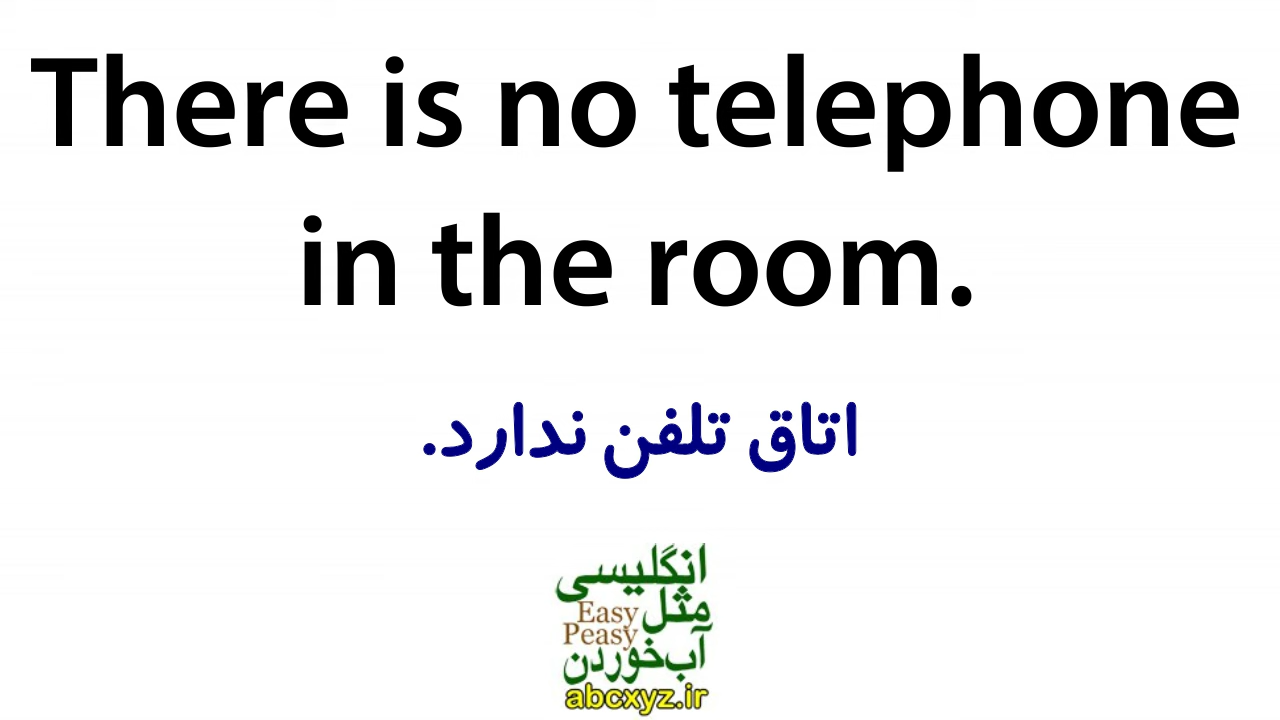 There is no telephone
in the room.
اتاق تلفن ندارد.
انگلیسی
مثل Easy
Peasy
آب‌خوردن
abcxyz.ir